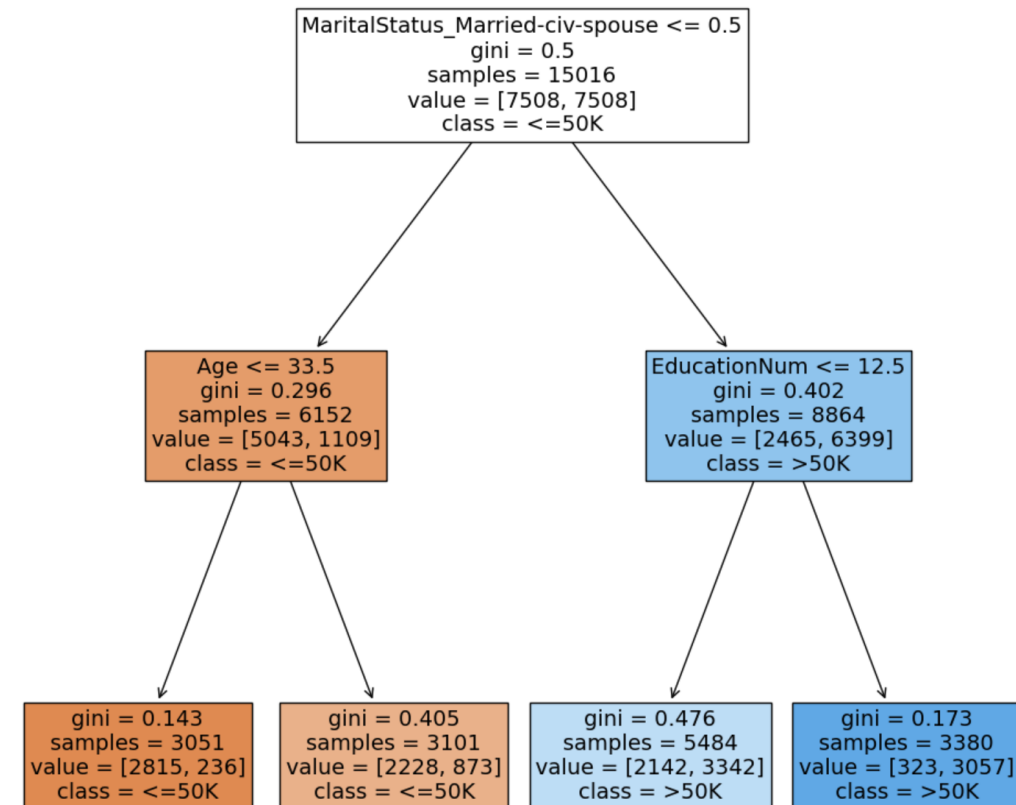 MaritalStatus_Married-civ-spouse <= 0.5
gini = 0.5
samples = 15016
value = [7508, 7508]
class = <=50K
Age <= 33.5
gini = 0.296
samples = 6152
value = [5043, 1109]
class = <=50K
EducationNum <= 12.5
gini = 0.402
samples = 8864
value = [2465, 6399]
class = >50K
gini = 0.143
samples = 3051
value = [2815, 236]
class = <=50K
gini = 0.405
samples = 3101
value = [2228, 873]
class = <=50K
gini = 0.476
samples = 5484
value = [2142, 3342]
class = >50K
gini = 0.173
samples = 3380
value = [323, 3057]
class = >50K